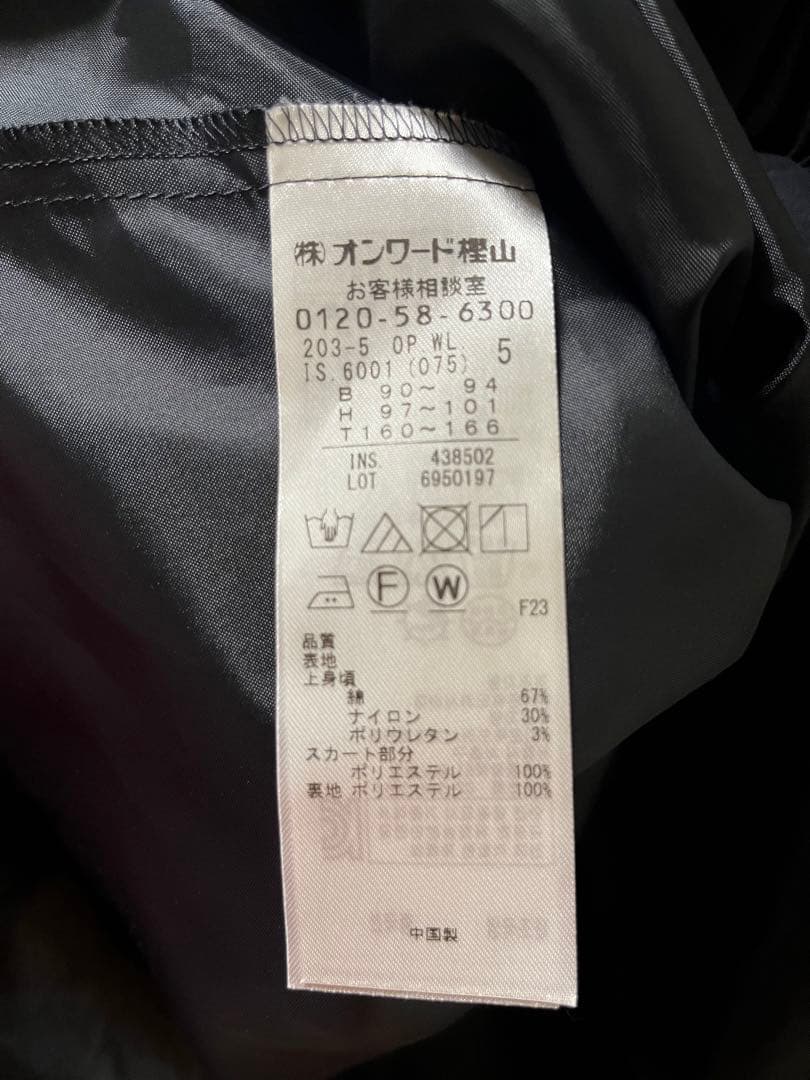 (株)オンワード樫山
お客様相談室
0120-58-6300
203-5 OP WL. 5
IS.6001(075)
B 90～ 94
H 97～101
T160～166
INS. 438502
LOT 6950197
F W
F23
品質
表地
上身頃
綿 67%
ナイロン 30%
ポリウレタン 3%
スカート部分
ポリエステル 100%
裏地 ポリエステル 100%
中国製